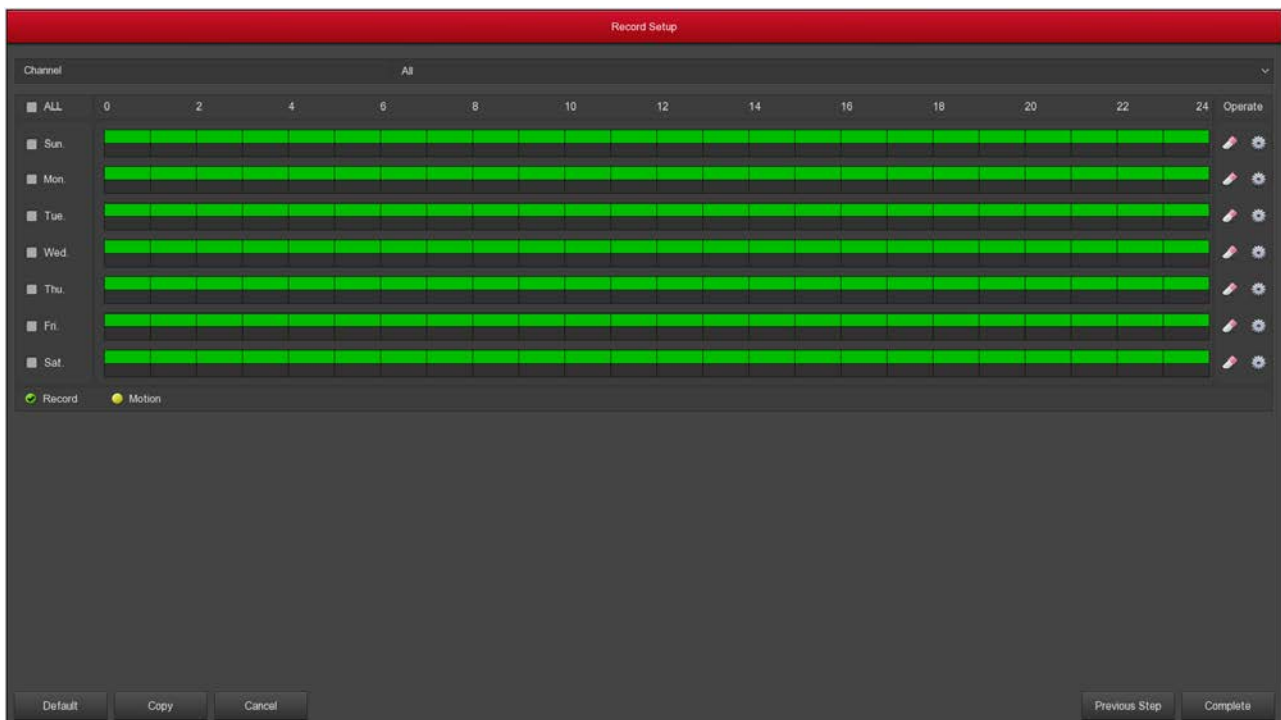 Record Setup
Channel All
ALL 0 2 4 6 8 10 12 14 16 18 20 22 24 Operate
Sun.
Mon.
Tue.
Wed.
Thu.
Fri.
Sat.
Record Motion
Default Copy Cancel Previous Step Complete